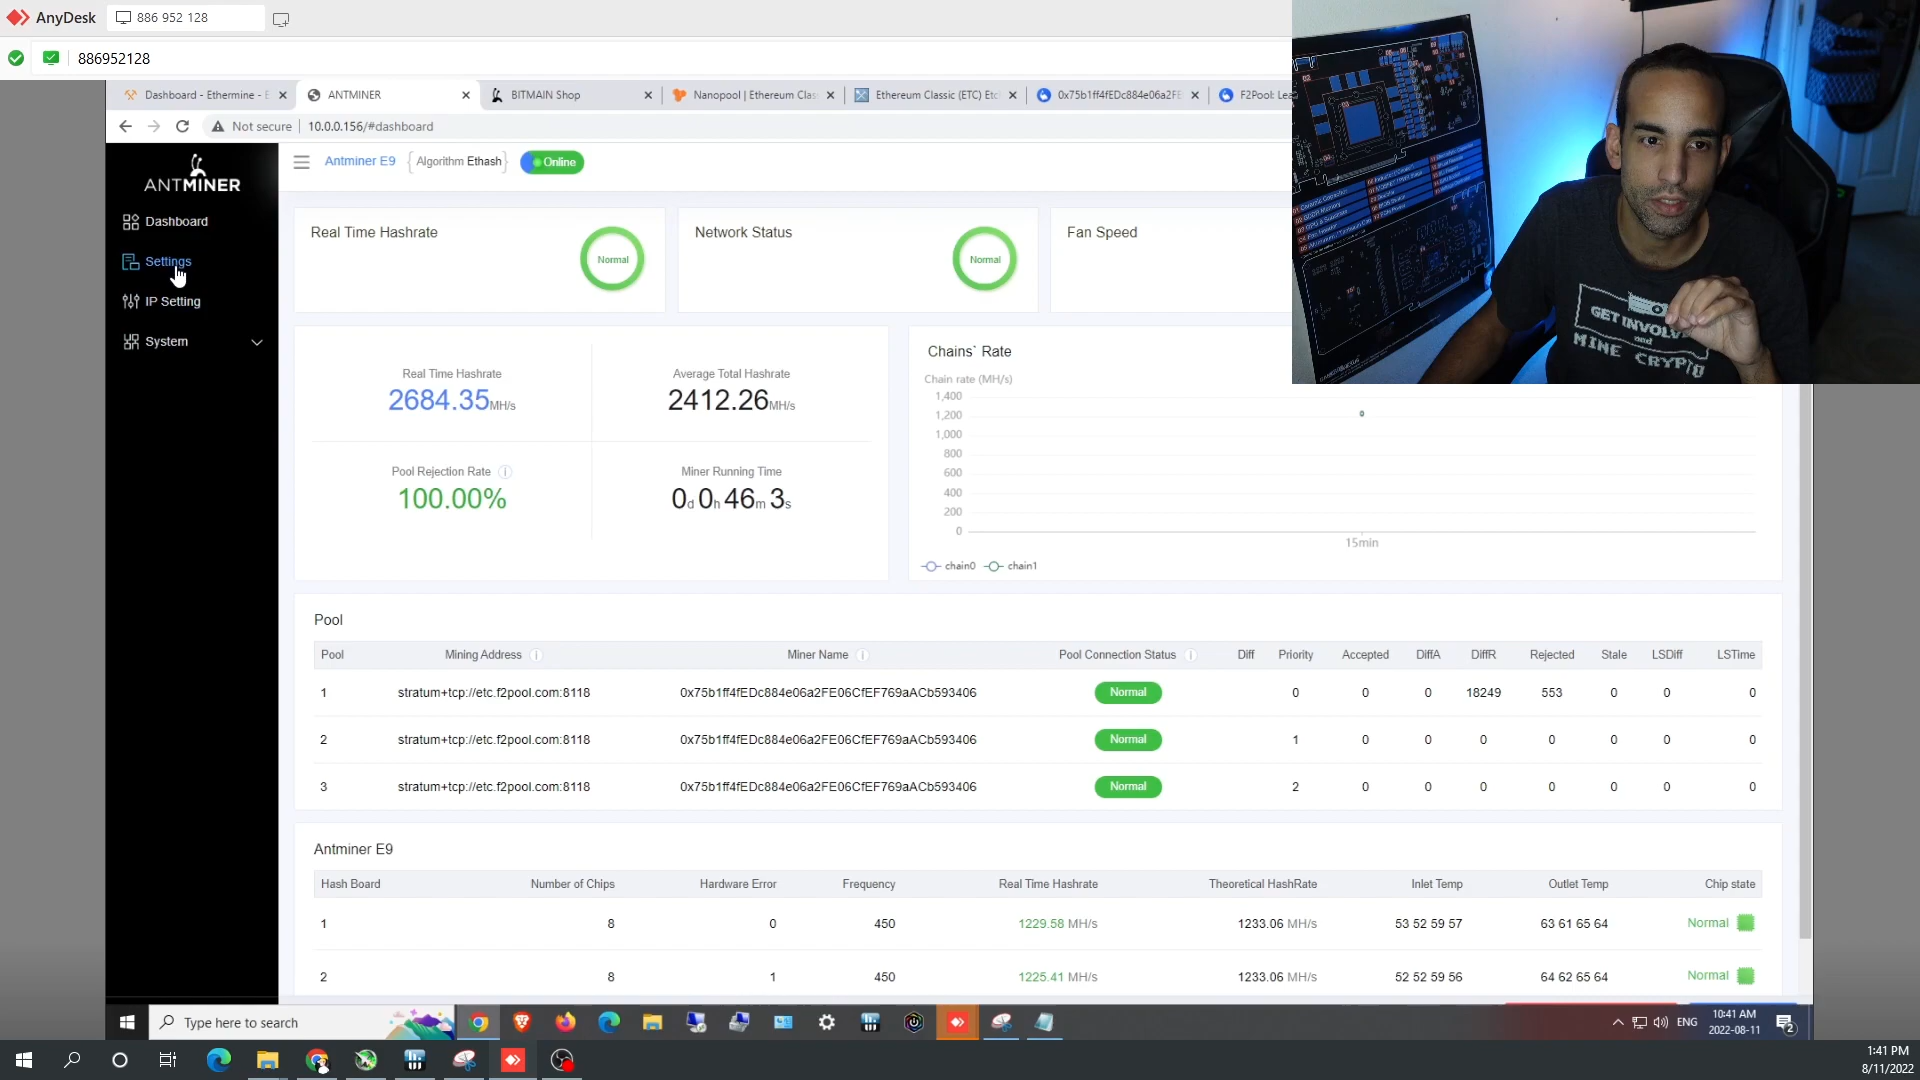 AnyDesk
886 952 128
886952128
Dashboard - Ethermine - E
ANTMINER
BITMAIN Shop
Nanopool | Ethereum Clas
Ethereum Classic (ETC) Etc
0x75b1ff4fEDc884e06a2FE
F2Pool: Lea
Not secure
10.0.0.156/#dashboard
ANTMINER
Dashboard
Settings
IP Setting
System
Antminer E9
Algorithm Ethash
Online
Real Time Hashrate
Normal
Network Status
Normal
Fan Speed
Real Time Hashrate
2684.35MH/s
Average Total Hashrate
2412.26MH/s
Pool Rejection Rate
100.00%
Miner Running Time
0d 0h 46m 3s
Chains` Rate
Chain rate (MH/s)
1,400
1,200
1,000
800
600
400
200
0
15min
chain0 chain1
Pool
Pool Mining Address Miner Name Pool Connection Status Diff Priority Accepted DiffA DiffR Rejected Stale LSDiff LSTime
1 stratum+tcp://etc.f2pool.com:8118 0x75b1ff4fEDc884e06a2FE06CfEF769aACb593406 Normal 0 0 0 18249 553 0 0 0
2 stratum+tcp://etc.f2pool.com:8118 0x75b1ff4fEDc884e06a2FE06CfEF769aACb593406 Normal 1 0 0 0 0 0 0 0
3 stratum+tcp://etc.f2pool.com:8118 0x75b1ff4fEDc884e06a2FE06CfEF769aACb593406 Normal 2 0 0 0 0 0 0 0
Antminer E9
Hash Board Number of Chips Hardware Error Frequency Real Time Hashrate Theoretical HashRate Inlet Temp Outlet Temp Chip state
1 8 0 450 1229.58 MH/s 1233.06 MH/s 53 52 59 57 63 61 65 64 Normal
2 8 1 450 1225.41 MH/s 1233.06 MH/s 52 52 59 56 64 62 65 64 Normal
GET INVOLV
and
MINE CRYPTO
Type here to search
ENG
10:41 AM
2022-08-11
2
1:41 PM
8/11/2022